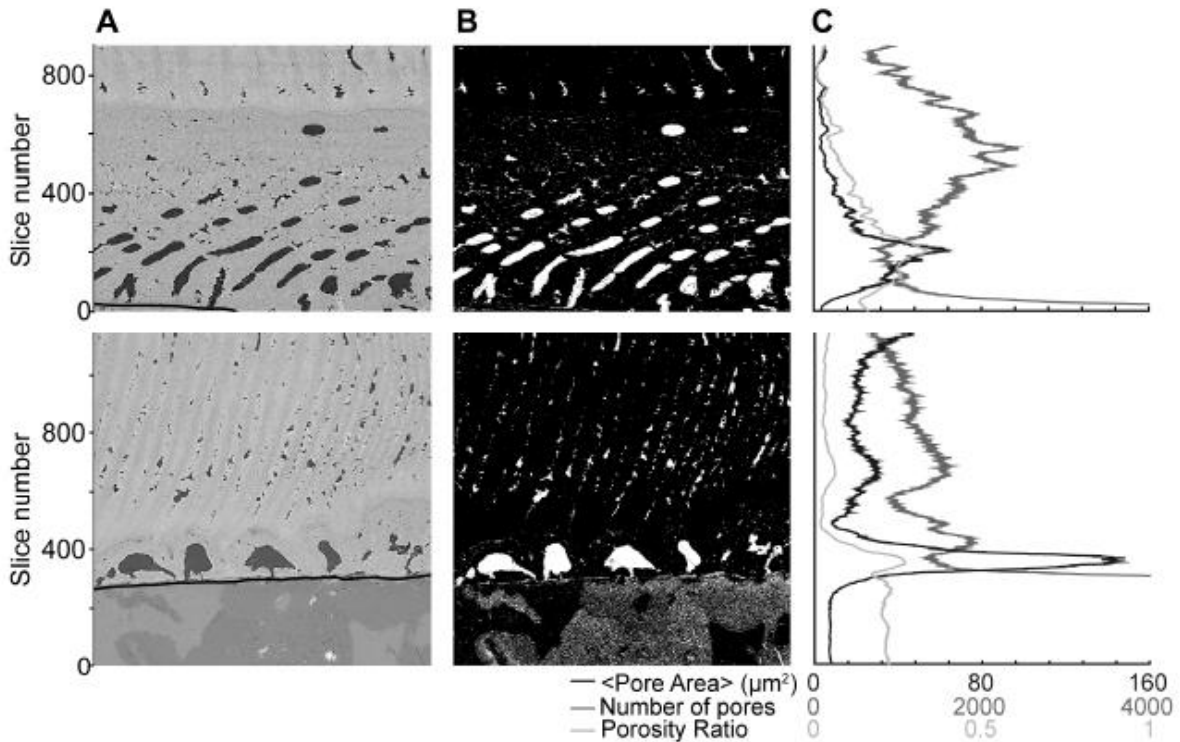 A B C
Slice number
800
400
0
Slice number
800
400
0
<Pore Area> (µm²) 0 80 160
Number of pores 0 2000 4000
Porosity Ratio 0 0.5 1